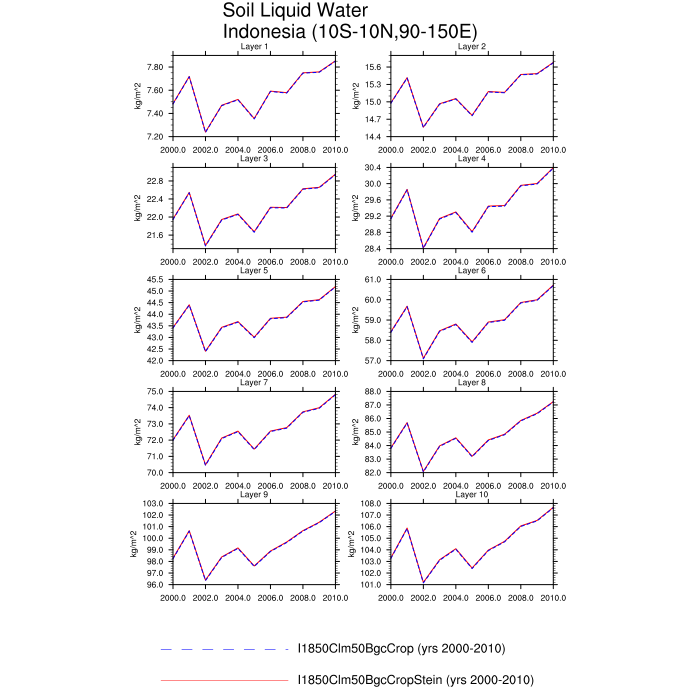 Soil Liquid Water
Indonesia (10S-10N,90-150E)
Layer 1
kg/m^2
7.80
7.60
7.40
7.20
2000.0 2002.0 2004.0 2006.0 2008.0 2010.0
Layer 2
kg/m^2
15.6
15.3
15.0
14.7
14.4
2000.0 2002.0 2004.0 2006.0 2008.0 2010.0
Layer 3
kg/m^2
22.8
22.4
22.0
21.6
2000.0 2002.0 2004.0 2006.0 2008.0 2010.0
Layer 4
kg/m^2
30.4
30.0
29.6
29.2
28.8
28.4
2000.0 2002.0 2004.0 2006.0 2008.0 2010.0
Layer 5
kg/m^2
45.5
45.0
44.5
44.0
43.5
43.0
42.5
42.0
2000.0 2002.0 2004.0 2006.0 2008.0 2010.0
Layer 6
kg/m^2
61.0
60.0
59.0
58.0
57.0
2000.0 2002.0 2004.0 2006.0 2008.0 2010.0
Layer 7
kg/m^2
75.0
74.0
73.0
72.0
71.0
70.0
2000.0 2002.0 2004.0 2006.0 2008.0 2010.0
Layer 8
kg/m^2
88.0
87.0
86.0
85.0
84.0
83.0
82.0
2000.0 2002.0 2004.0 2006.0 2008.0 2010.0
Layer 9
kg/m^2
103.0
102.0
101.0
100.0
99.0
98.0
97.0
96.0
2000.0 2002.0 2004.0 2006.0 2008.0 2010.0
Layer 10
kg/m^2
108.0
107.0
106.0
105.0
104.0
103.0
102.0
101.0
2000.0 2002.0 2004.0 2006.0 2008.0 2010.0
I1850Clm50BgcCrop (yrs 2000-2010)
I1850Clm50BgcCropStein (yrs 2000-2010)